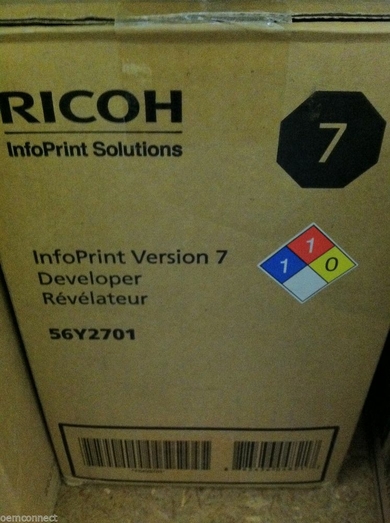 RICOH
InfoPrint Solutions
7
InfoPrint Version 7
Developer
Révélateur
56Y2701
1
1
0
oemconnect